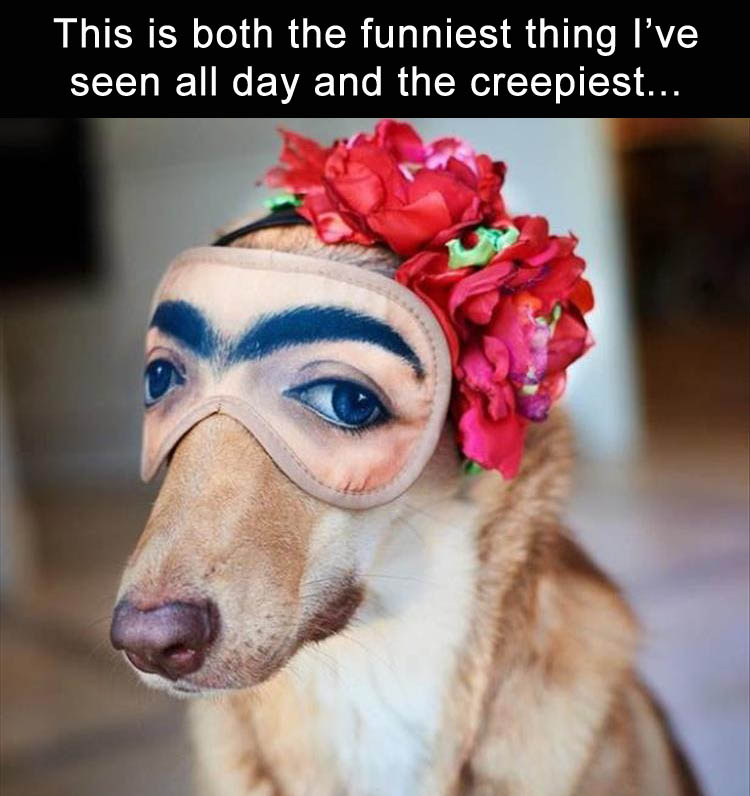 This is both the funniest thing I’ve
seen all day and the creepiest...